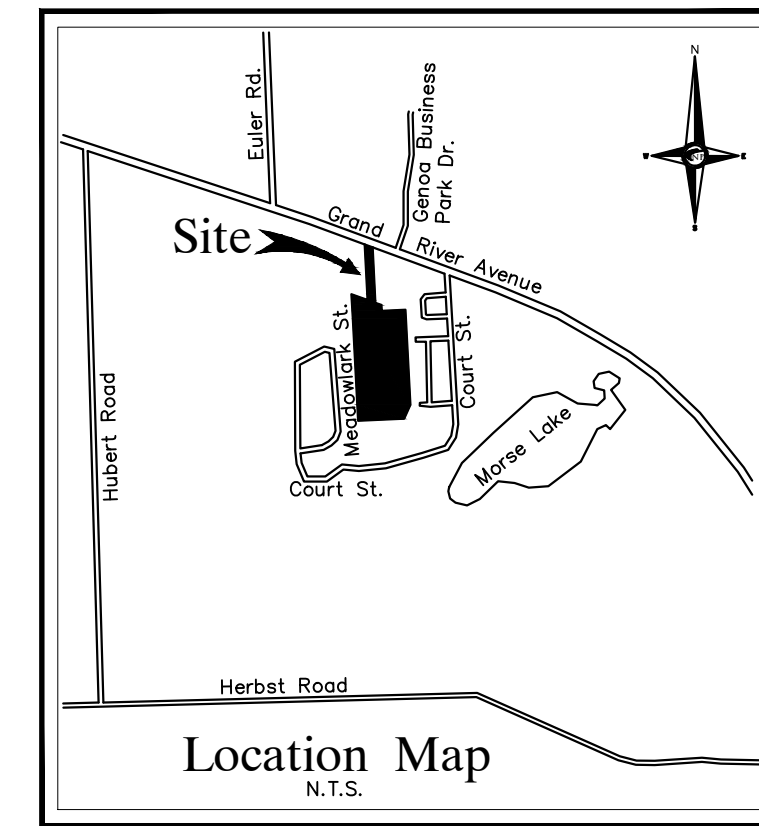 N
Euler Rd.
Genoa Business
Park Dr.
W
E
S
Site
Grand River Avenue
Meadowlark St.
Court St.
Hubert Road
Morse Lake
Court St.
Herbst Road
Location Map
N.T.S.